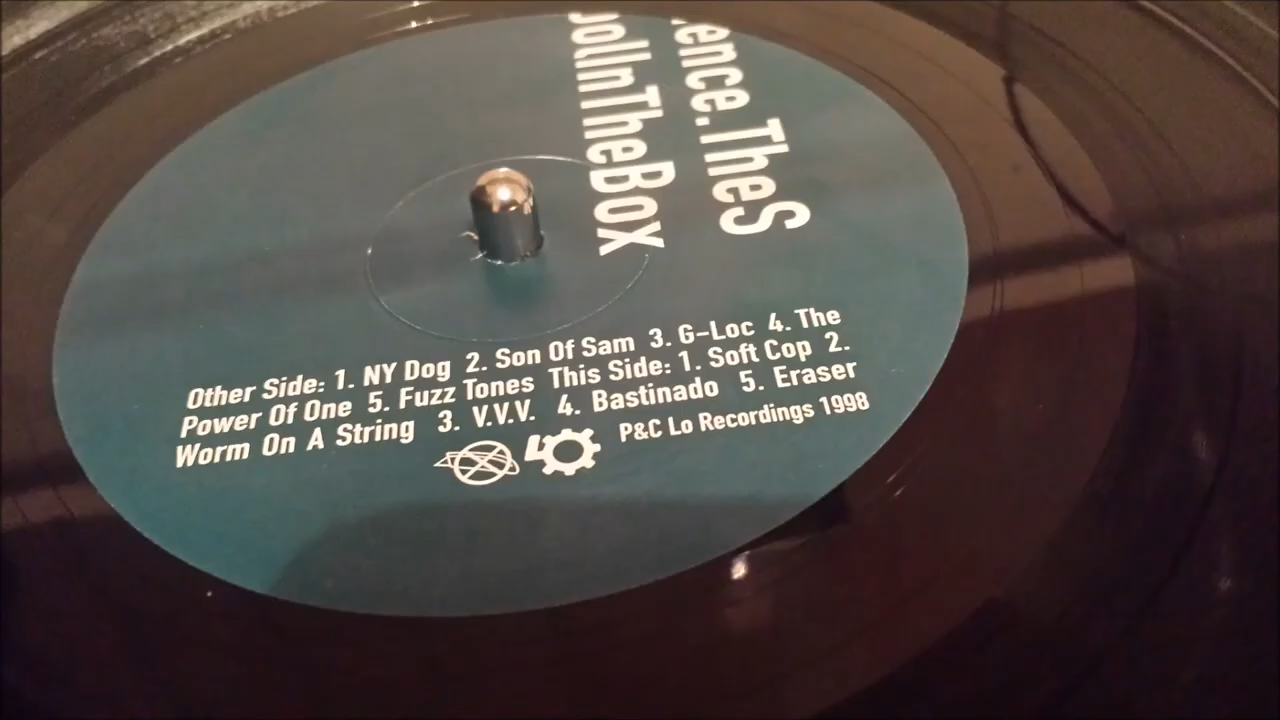 ence.TheS
olInTheBox
Other Side: 1. NY Dog 2. Son Of Sam 3. G-Loc 4. The
Power Of One 5. Fuzz Tones This Side: 1. Soft Cop 2.
Worm On A String 3. V.V.V. 4. Bastinado 5. Eraser
P&C Lo Recordings 1998